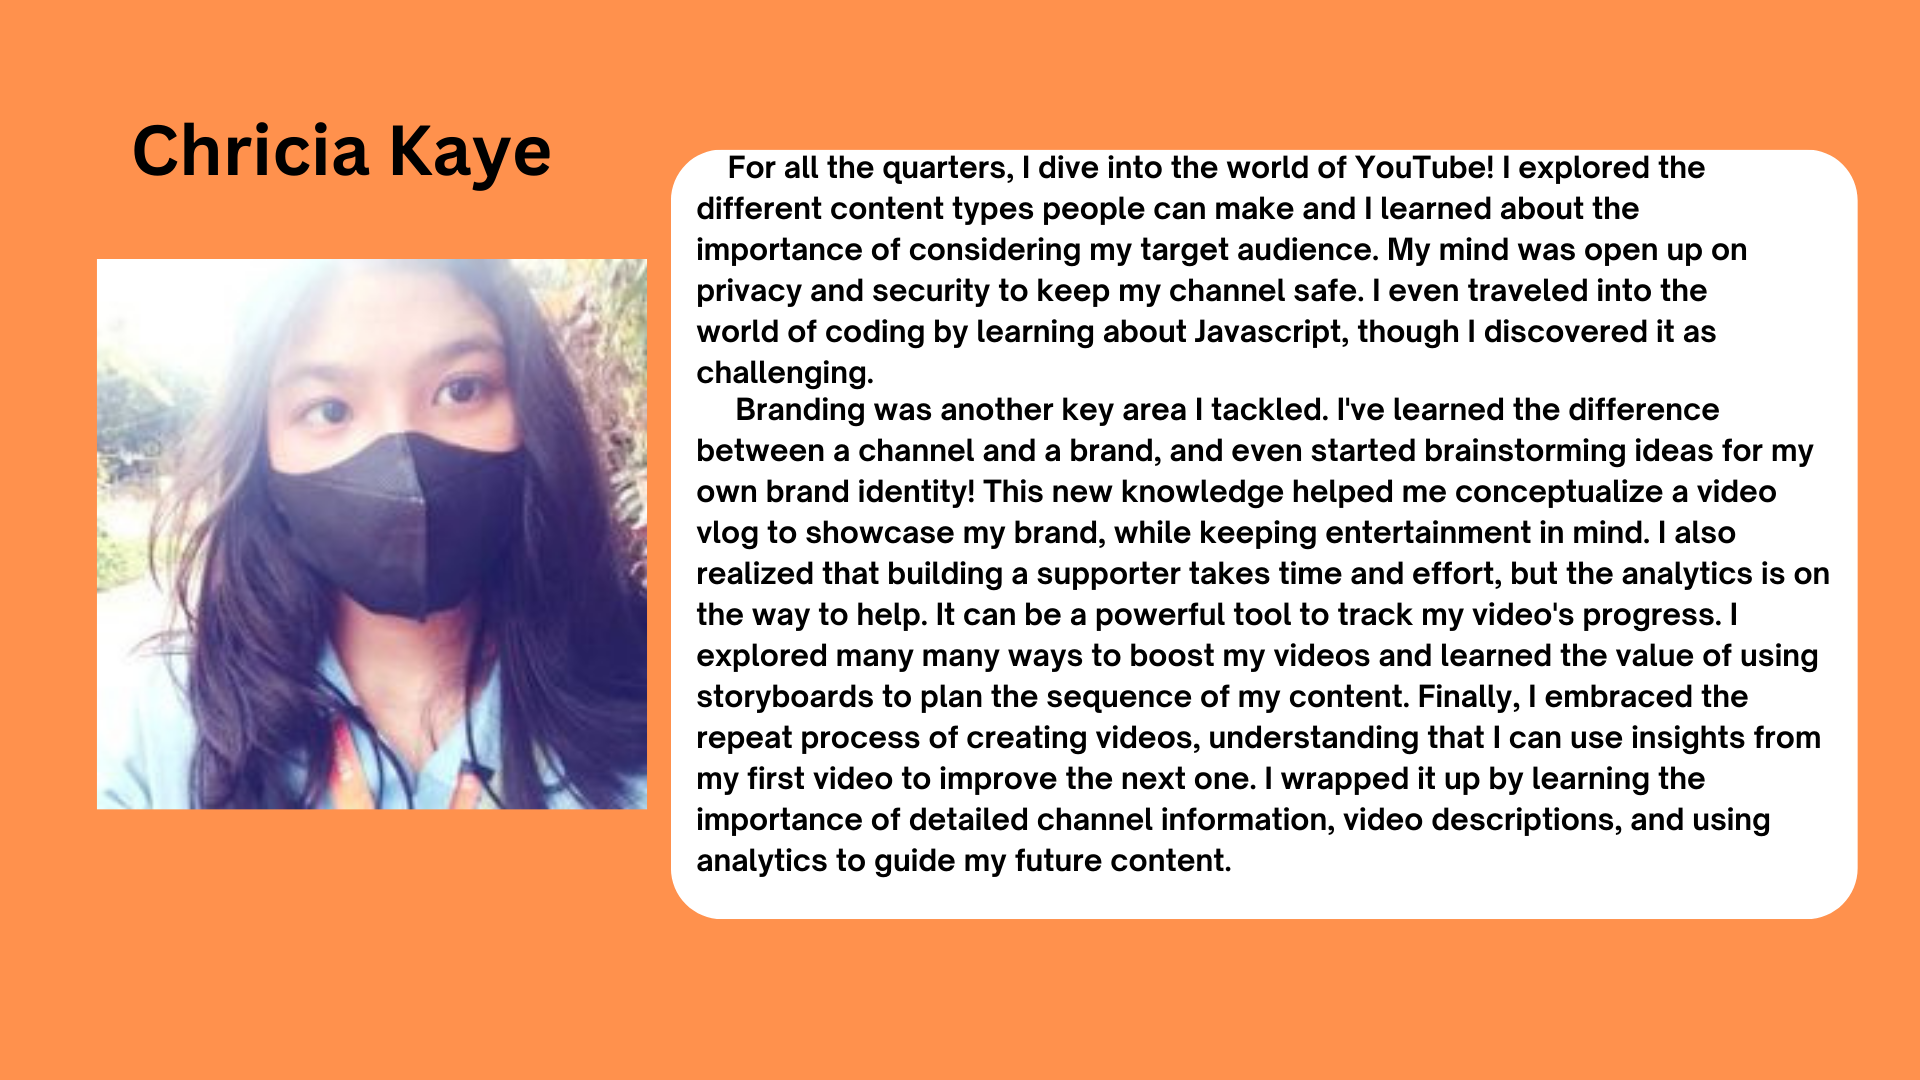 Chricia Kaye
For all the quarters, I dive into the world of YouTube! I explored the
different content types people can make and I learned about the
importance of considering my target audience. My mind was open up on
privacy and security to keep my channel safe. I even traveled into the
world of coding by learning about Javascript, though I discovered it as
challenging.
Branding was another key area I tackled. I've learned the difference
between a channel and a brand, and even started brainstorming ideas for my
own brand identity! This new knowledge helped me conceptualize a video
vlog to showcase my brand, while keeping entertainment in mind. I also
realized that building a supporter takes time and effort, but the analytics is on
the way to help. It can be a powerful tool to track my video's progress. I
explored many many ways to boost my videos and learned the value of using
storyboards to plan the sequence of my content. Finally, I embraced the
repeat process of creating videos, understanding that I can use insights from
my first video to improve the next one. I wrapped it up by learning the
importance of detailed channel information, video descriptions, and using
analytics to guide my future content.